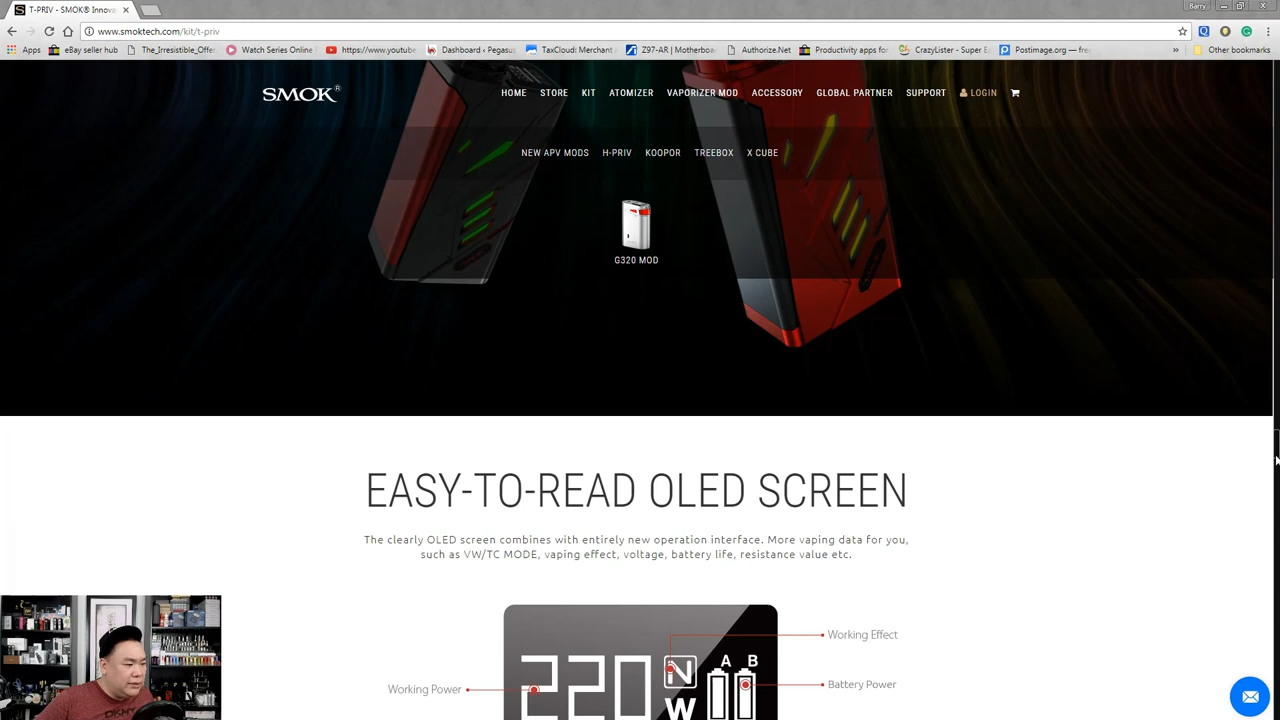 T-PRIV - SMOK® Innova
Barry
www.smoktech.com/kit/t-priv
Apps
eBay seller hub
The_Irresistible_Offer
Watch Series Online
https://www.youtube
Dashboard ‹ Pegasus
TaxCloud: Merchant
Z97-AR | Motherboa
Authorize.Net
Productivity apps for
CrazyLister - Super Ea
Postimage.org — free
»
Other bookmarks
SMOK®
HOME
STORE
KIT
ATOMIZER
VAPORIZER MOD
ACCESSORY
GLOBAL PARTNER
SUPPORT
LOGIN
NEW APV MODS
H-PRIV
KOOPOR
TREEBOX
X CUBE
G320 MOD
EASY-TO-READ OLED SCREEN
The clearly OLED screen combines with entirely new operation interface. More vaping data for you,
such as VW/TC MODE, vaping effect, voltage, battery life, resistance value etc.
Working Effect
N
A B
220
Working Power
Battery Power
W